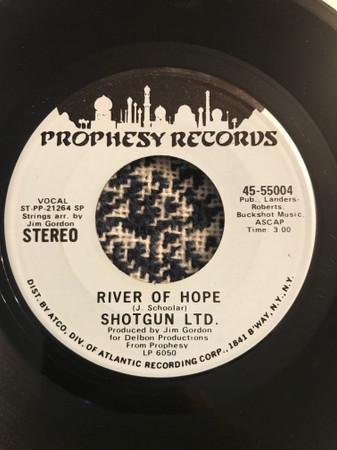 PROPHESY RECORDS
VOCAL
ST-PP-21264 SP
Strings arr. by
Jim Gordon
STEREO
45-55004
Pub., Landers-
Roberts;
Buckshot Music,
ASCAP
Time: 3:00
RIVER OF HOPE
(J. Schoolar)
SHOTGUN LTD.
Produced by Jim Gordon
for Delbon Productions
From Prophesy
LP 6050
DIST. BY ATCO, DIV. OF ATLANTIC RECORDING CORP., 1841 B'WAY, N.Y., N.Y.